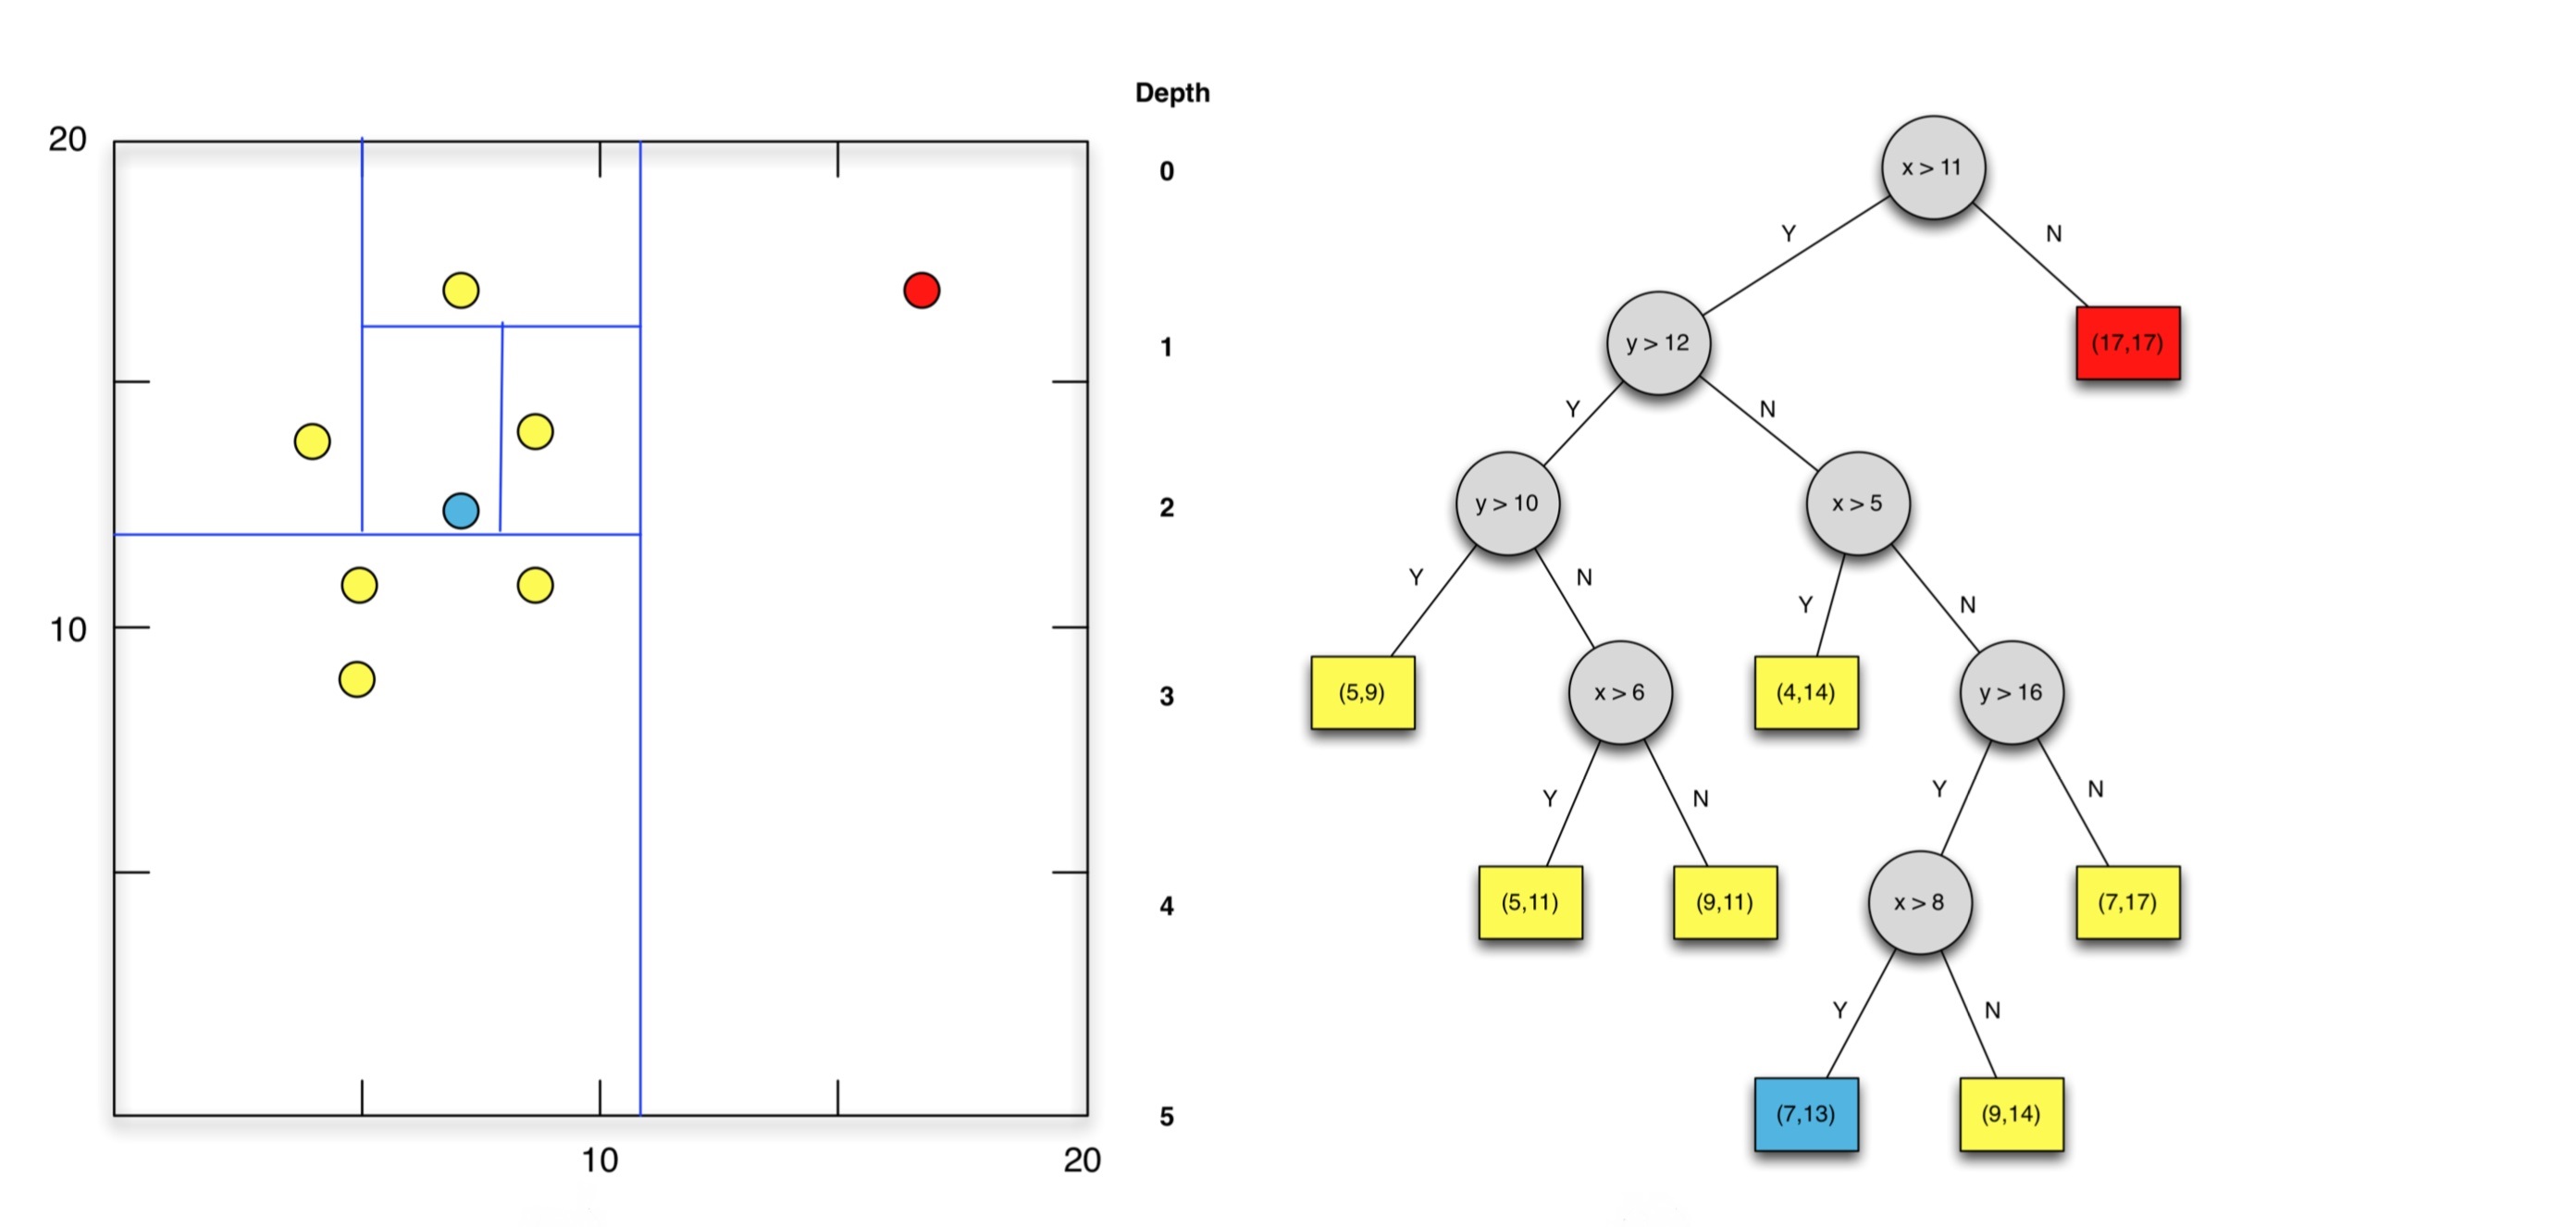 20
10
10
20
Depth
0
1
2
3
4
5
x > 11
Y
N
y > 12
(17,17)
Y
N
y > 10
x > 5
Y
N
Y
N
(5,9)
x > 6
(4,14)
y > 16
Y
N
Y
N
(5,11)
(9,11)
x > 8
(7,17)
Y
N
(7,13)
(9,14)